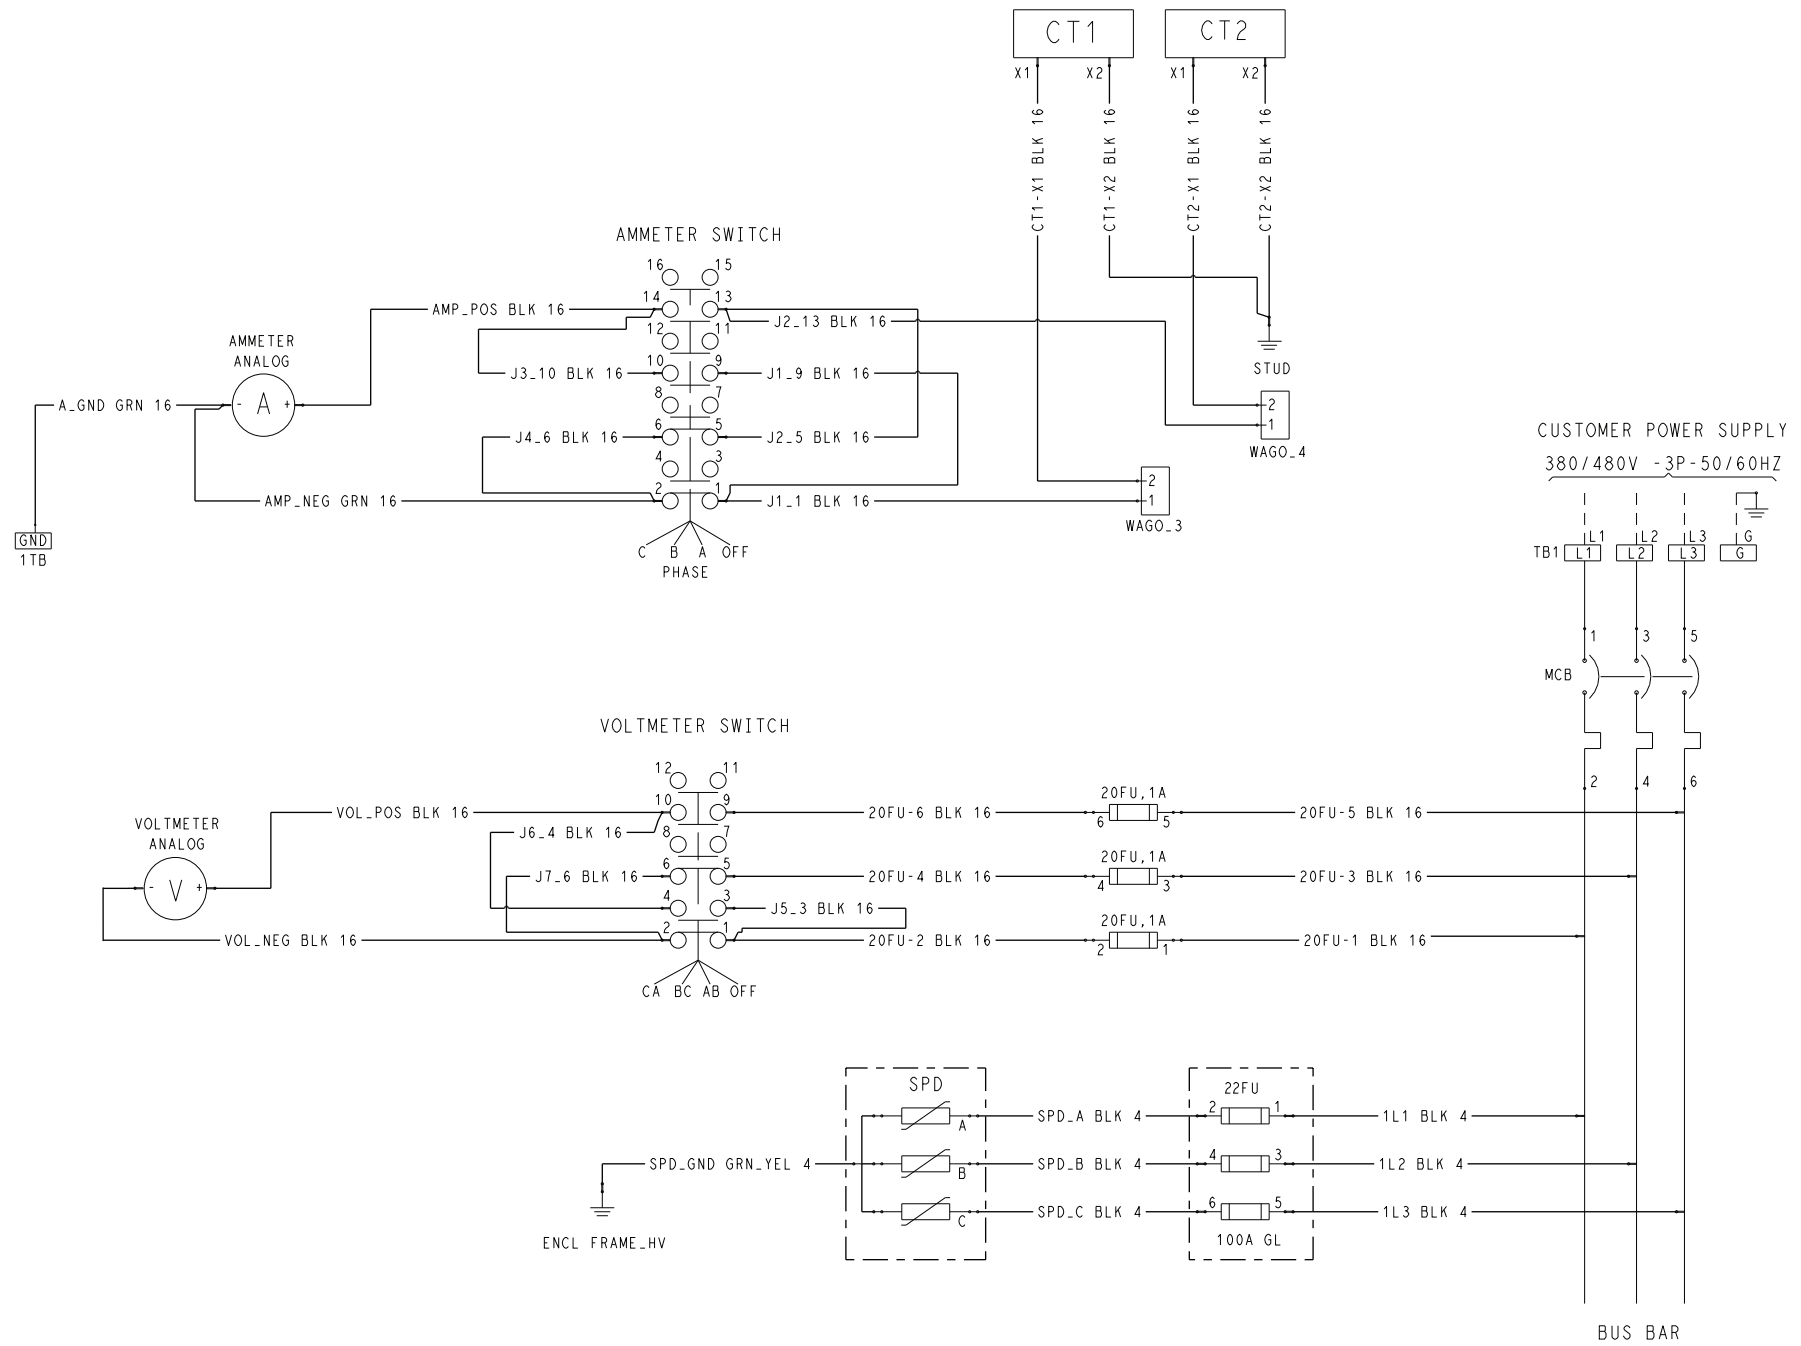 CT1 CT2
X1 X2 X1 X2
CT1-X1 BLK 16
CT1-X2 BLK 16
CT2-X1 BLK 16
CT2-X2 BLK 16
AMMETER SWITCH
16 15
14 13
AMP_POS BLK 16
J2_13 BLK 16
12 11
AMMETER
ANALOG
10 9
J3_10 BLK 16
J1_9 BLK 16
STUD
8 7
A_GND GRN 16
- A +
2
1
WAGO_4
6 5
J4_6 BLK 16
J2_5 BLK 16
4 3
2 1
AMP_NEG GRN 16
J1_1 BLK 16
2
1
WAGO_3
GND
1TB
C B A OFF
PHASE
CUSTOMER POWER SUPPLY
380/480V -3P-50/60HZ
L1 L2 L3 G
TB1 L1 L2 L3 G
1 3 5
MCB
2 4 6
VOLTMETER SWITCH
12 11
10 9
VOL_POS BLK 16
20FU-6 BLK 16
20FU,1A
6 5
20FU-5 BLK 16
VOLTMETER
ANALOG
J6_4 BLK 16
8 7
6 5
J7_6 BLK 16
20FU-4 BLK 16
20FU,1A
4 3
20FU-3 BLK 16
- V +
4 3
J5_3 BLK 16
2 1
VOL_NEG BLK 16
20FU-2 BLK 16
20FU,1A
2 1
20FU-1 BLK 16
CA BC AB OFF
SPD
22FU
A
SPD_A BLK 4
2 1
1L1 BLK 4
SPD_GND GRN_YEL 4
B
SPD_B BLK 4
4 3
1L2 BLK 4
C
SPD_C BLK 4
6 5
1L3 BLK 4
ENCL FRAME_HV
100A GL
BUS BAR